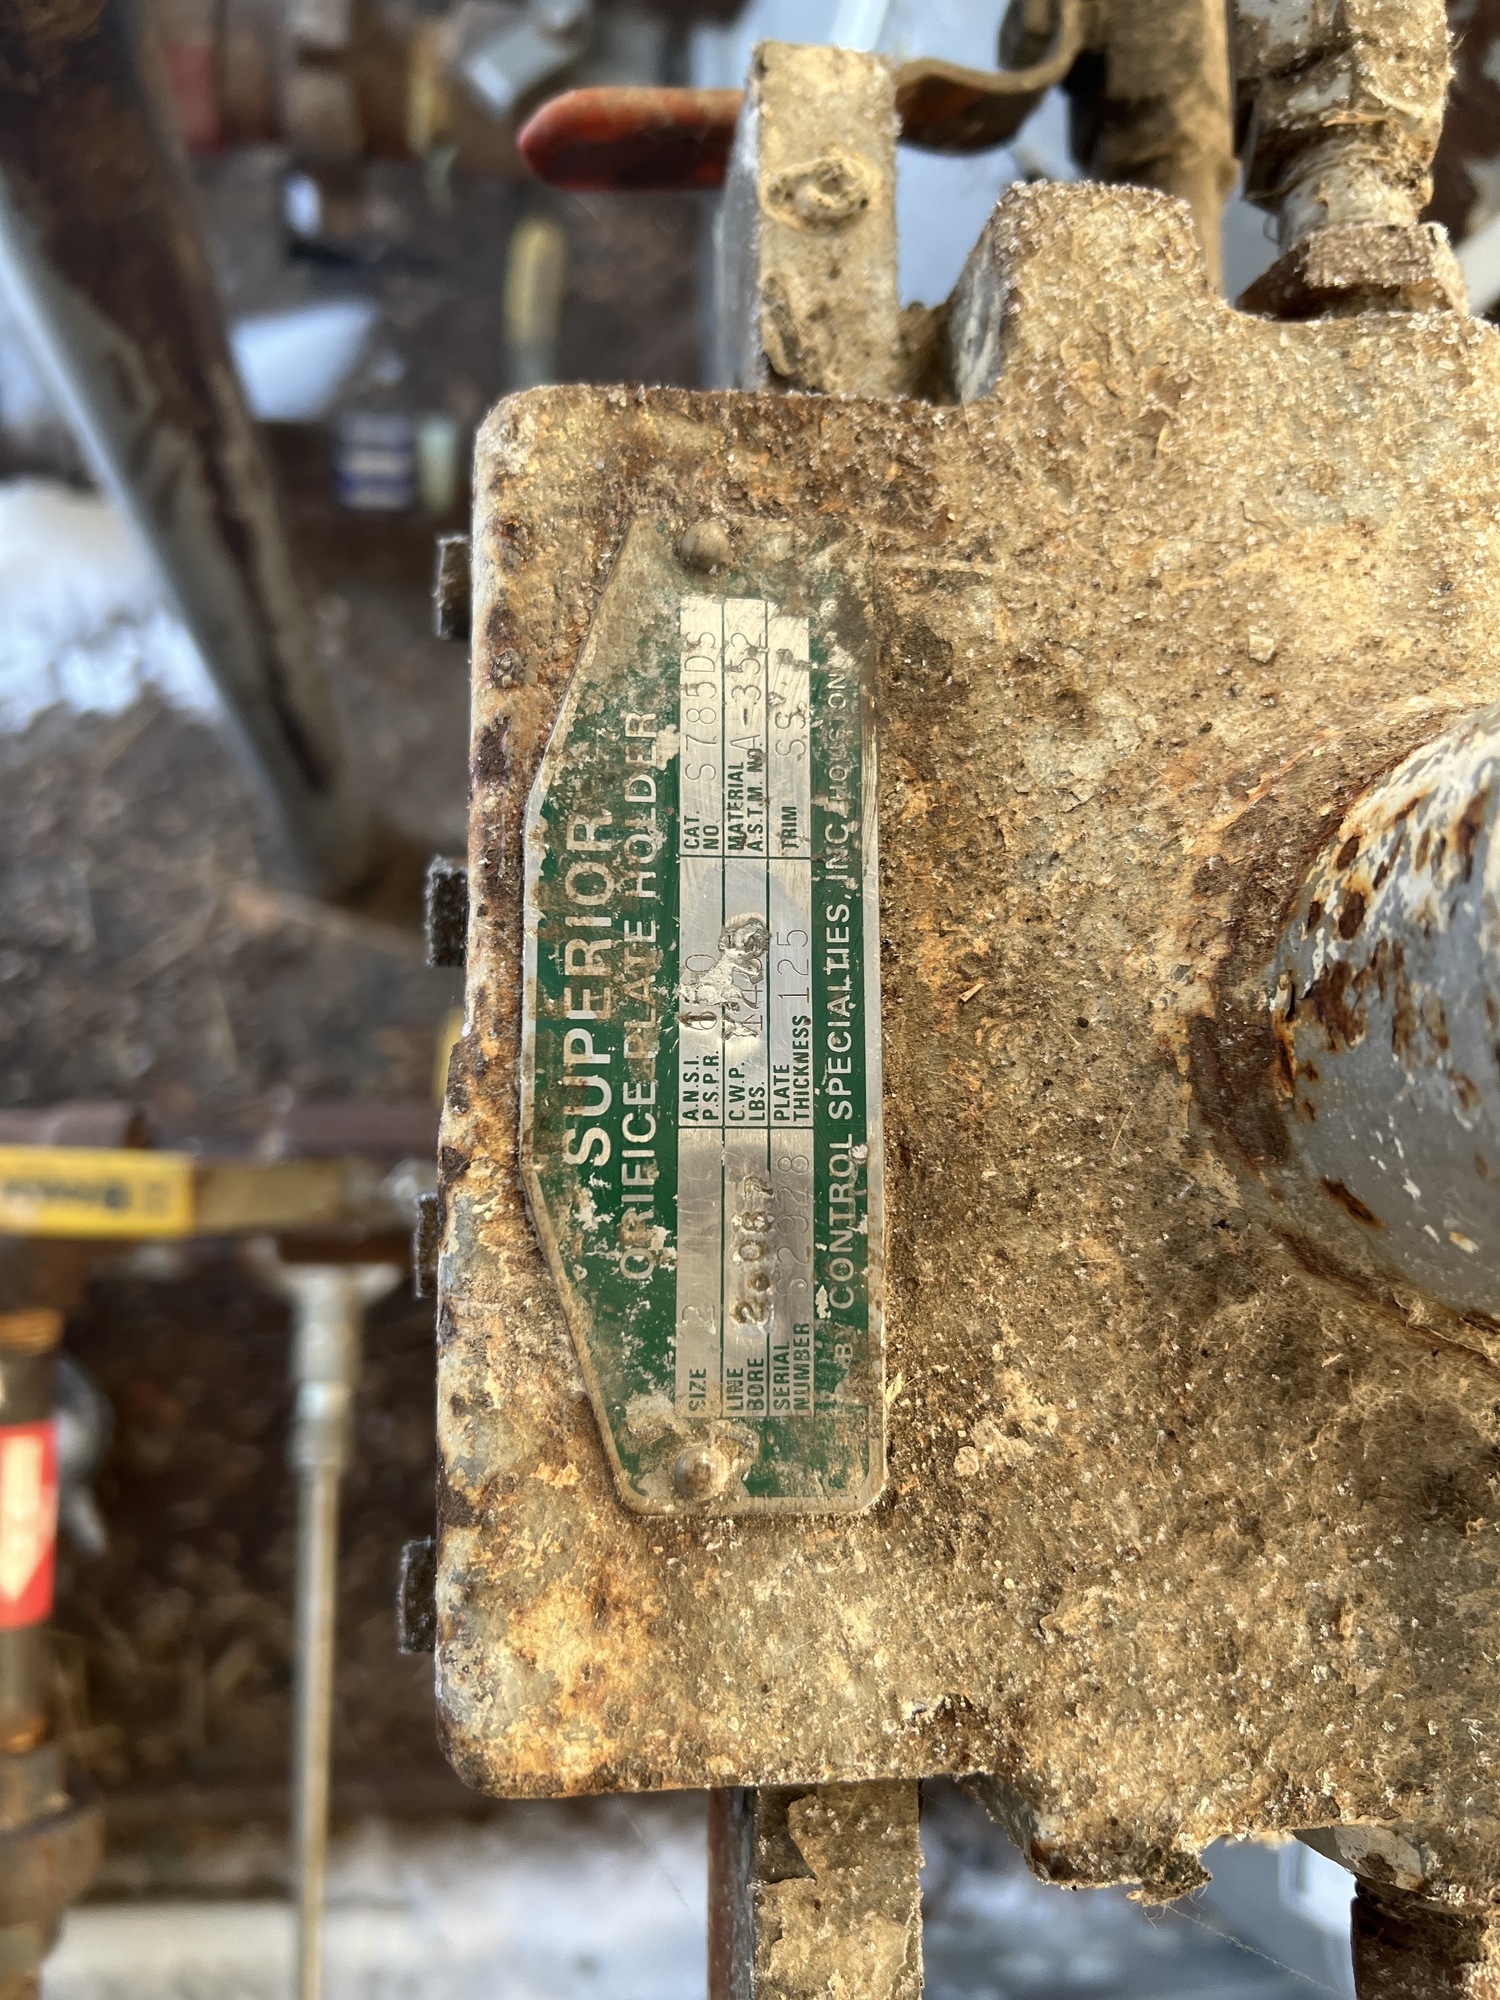 SUPERIOR
ORIFICE PLATE HOLDER
SIZE 2 A.N.S.I. P.S.P.R. CAT NO S785DS
LINE BORE 2.067 C.W.P. LBS. MATERIAL A.S.T.M. NO A-352
SERIAL NUMBER PLATE THICKNESS .125 TRIM SS
BY CONTROL SPECIALTIES, INC. HOUSTON